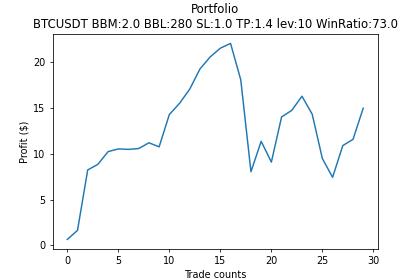 Portfolio
BTCUSDT BBM:2.0 BBL:280 SL:1.0 TP:1.4 lev:10 WinRatio:73.0
Profit ($)
20
15
10
5
0
0 5 10 15 20 25 30
Trade counts